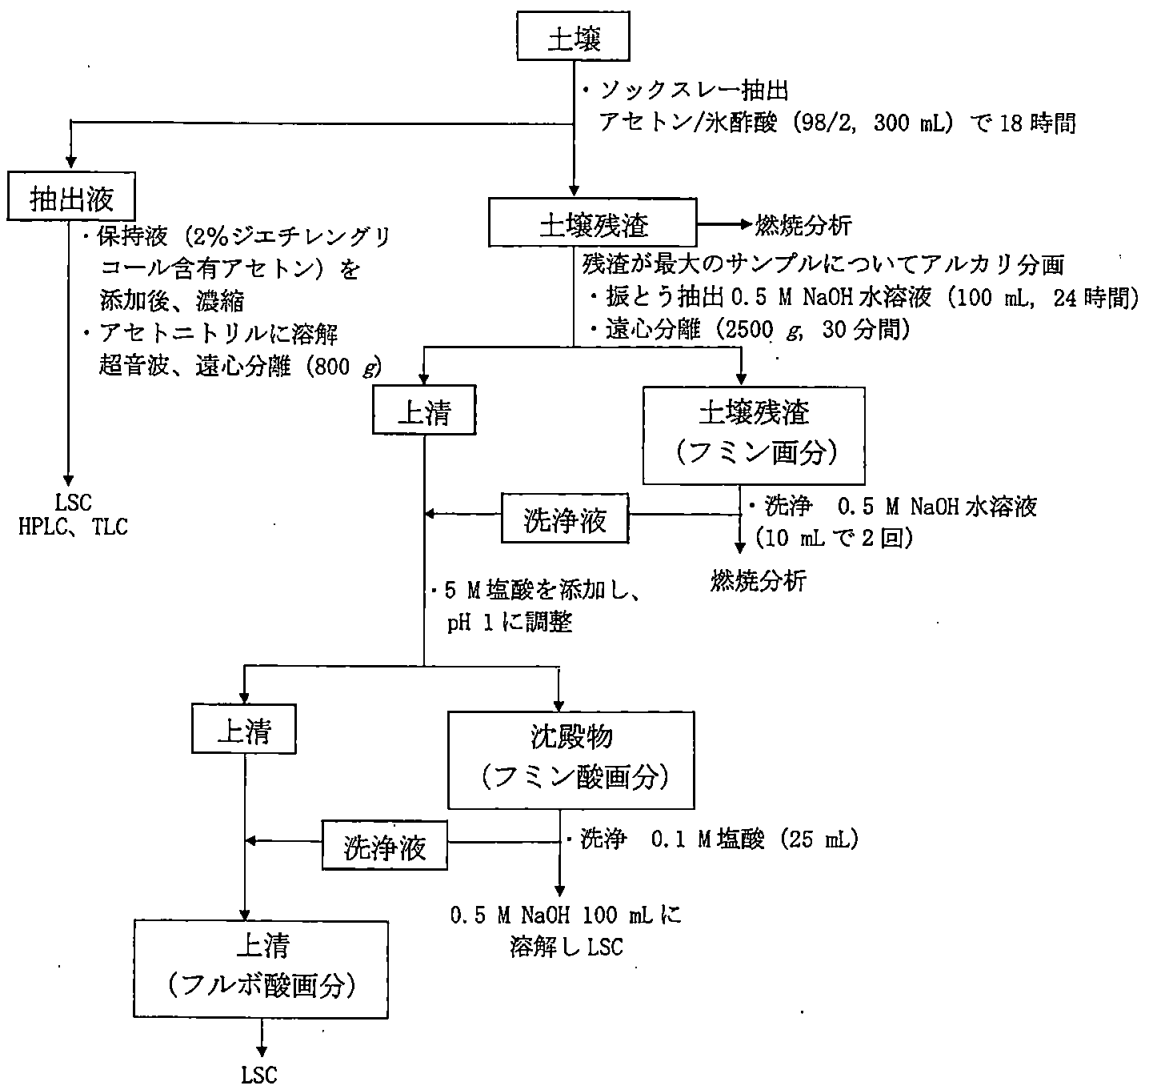 土壌
・ソックスレー抽出
アセトン/氷酢酸 (98/2, 300 mL) で 18 時間
抽出液
・保持液 (2%ジエチレングリ
コール含有アセトン) を
添加後、濃縮
・アセトニトリルに溶解
超音波、遠心分離 (800 g)
LSC
HPLC、TLC
土壌残渣
燃焼分析
残渣が最大のサンプルについてアルカリ分画
・振とう抽出 0.5 M NaOH 水溶液 (100 mL, 24 時間)
・遠心分離 (2500 g, 30 分間)
上清
土壌残渣
(フミン画分)
洗浄液
・洗浄 0.5 M NaOH 水溶液
(10 mL で 2 回)
燃焼分析
・5 M 塩酸を添加し、
pH 1 に調整
上清
沈殿物
(フミン酸画分)
洗浄液
・洗浄 0.1 M 塩酸 (25 mL)
0.5 M NaOH 100 mL に
溶解し LSC
上清
(フルボ酸画分)
LSC